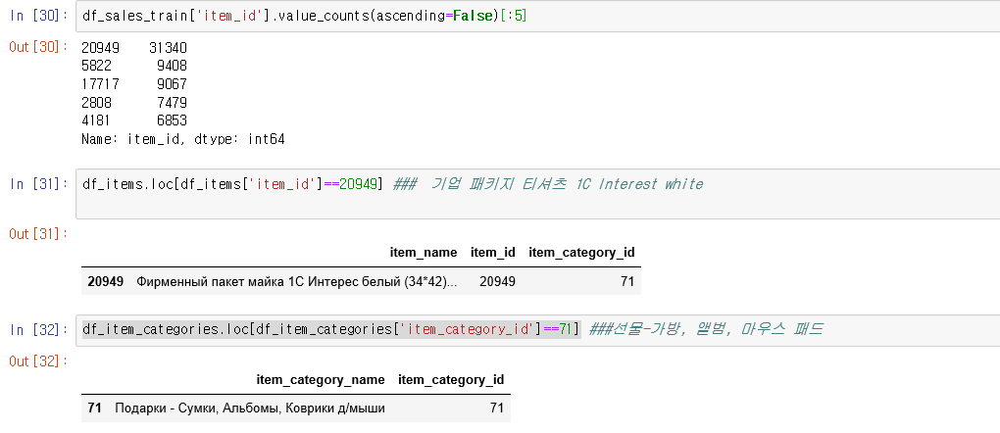 In [30]: df_sales_train['item_id'].value_counts(ascending=False)[:5]
Out[30]: 20949 31340
5822 9408
17717 9067
2808 7479
4181 6853
Name: item_id, dtype: int64
In [31]: df_items.loc[df_items['item_id']==20949] ### 기업 패키지 티셔츠 1C Interest white
Out[31]:
item_name item_id item_category_id
20949 Фирменный пакет майка 1С Интерес белый (34*42)... 20949 71
In [32]: df_item_categories.loc[df_item_categories['item_category_id']==71] ###선물-가방, 앨범, 마우스 패드
Out[32]:
item_category_name item_category_id
71 Подарки - Сумки, Альбомы, Коврики д/мыши 71